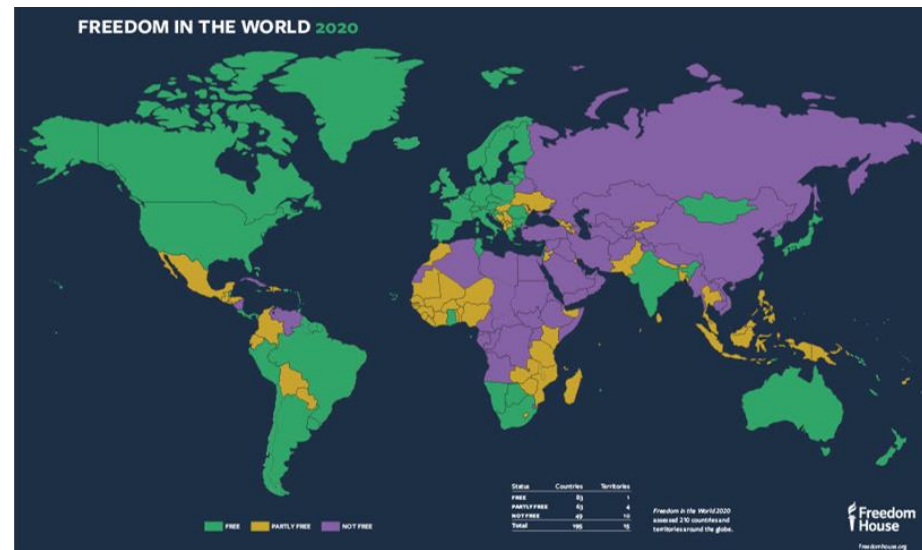 FREEDOM IN THE WORLD 2020
Status Countries Territories
FREE 83 1
PARTLY FREE 63 4
NOT FREE 49 10
Total 195 15
Freedom in the World 2020
assessed 210 countries and
territories around the globe.
FREE PARTLY FREE NOT FREE
Freedom
House
freedomhouse.org